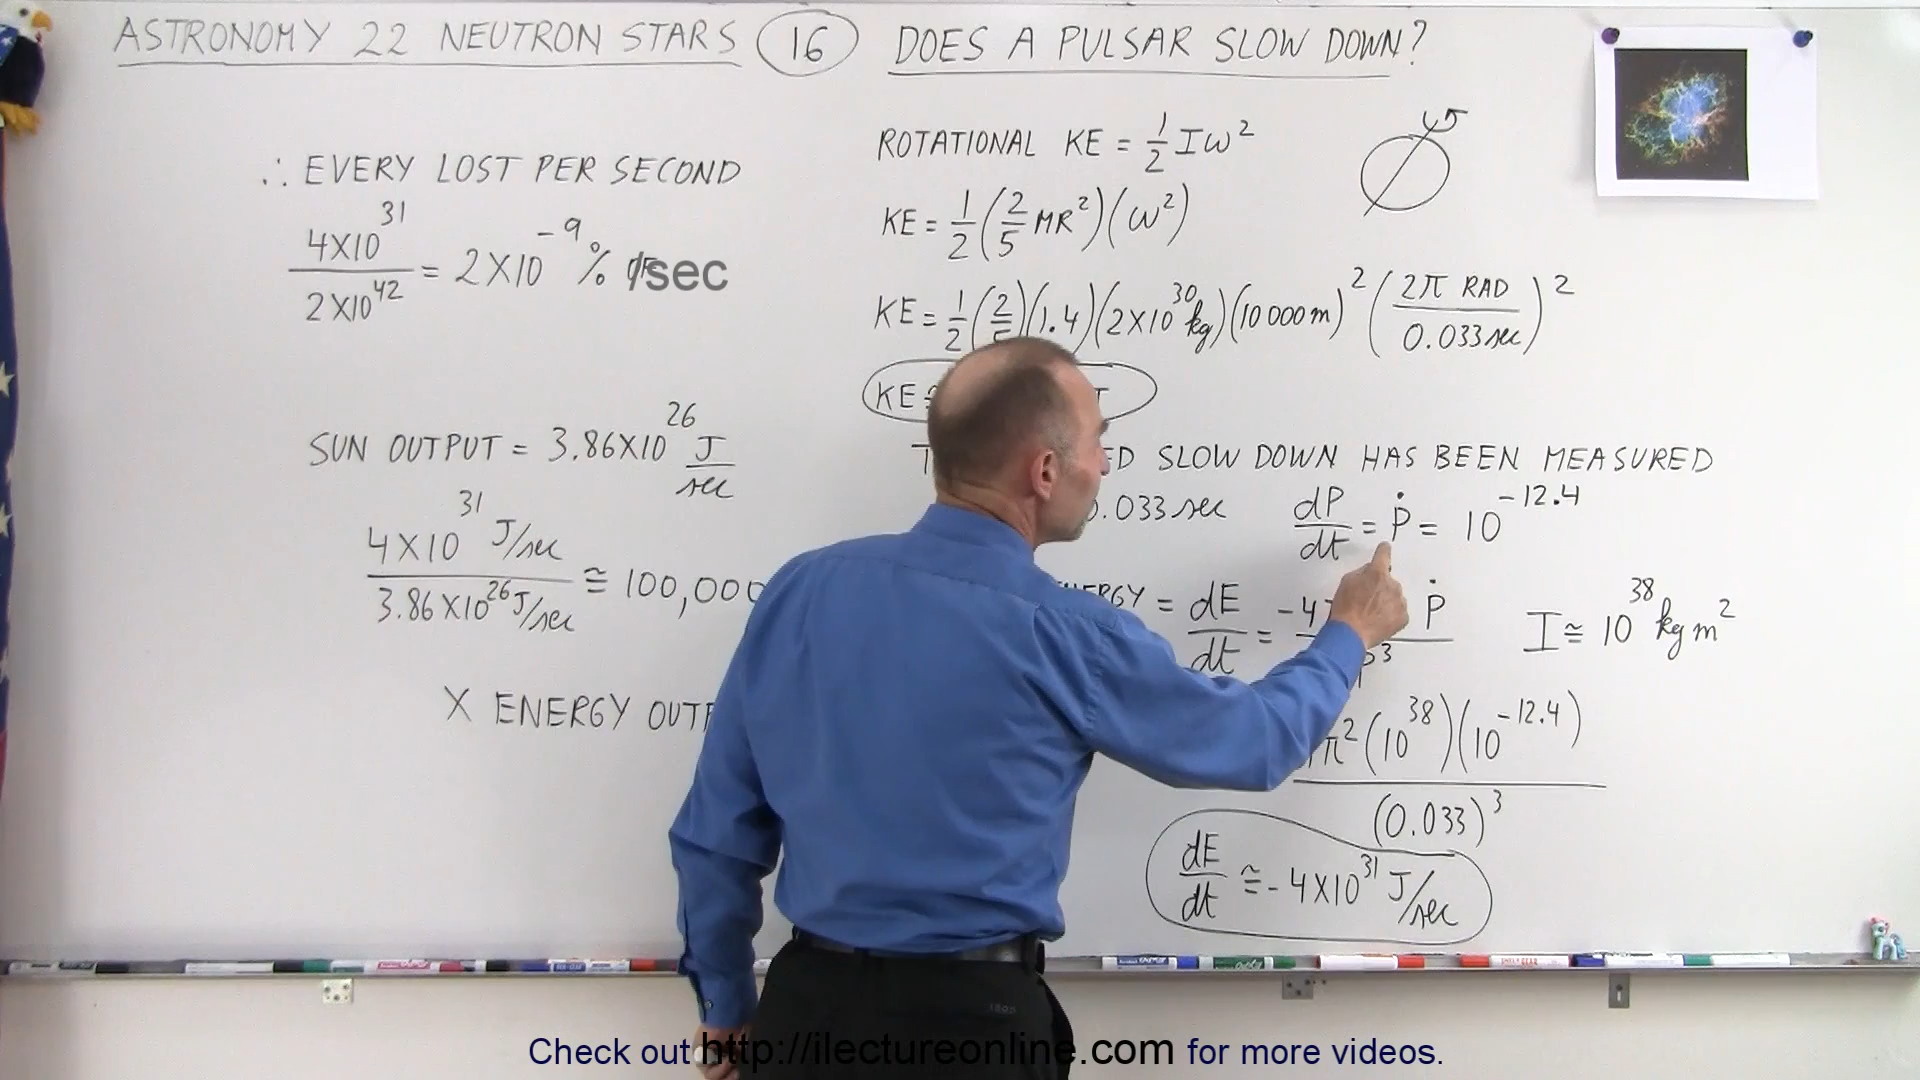 ASTRONOMY 22 NEUTRON STARS 16 DOES A PULSAR SLOW DOWN?
∴ EVERY LOST PER SECOND
4X10^31 / 2X10^42 = 2X10^-9 % /sec
SUN OUTPUT = 3.86X10^26 J/sec
4X10^31 J/sec / 3.86X10^26 J/sec ≅ 100,000
X ENERGY
ROTATIONAL KE = 1/2 Iω^2
KE = 1/2 (2/5 MR^2)(ω^2)
KE = 1/2 (2/5)(1.4)(2X10^30 kg)(10 000 m)^2 (2π RAD / 0.033 sec)^2
KE
SLOW DOWN HAS BEEN MEASURED
0.033 sec dP/dt = Ṗ = 10^-12.4
= dE/dt = -4 Ṗ / P^3 I ≅ 10^38 kg m^2
π^2 (10^38)(10^-12.4) / (0.033)^3
dE/dt ≅ - 4X10^31 J/sec
Check out http://ilectureonline.com for more videos.